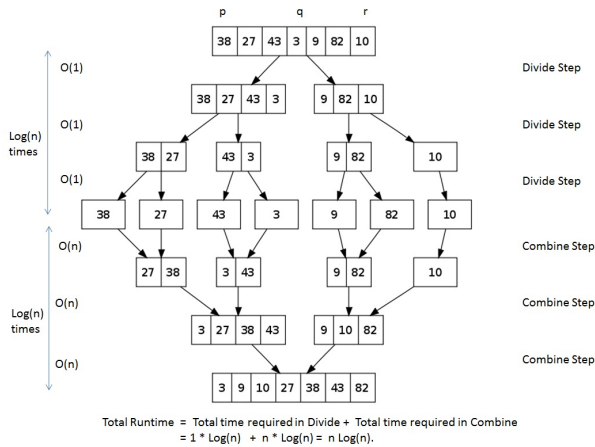 p q r
38 27 43 3 9 82 10
O(1) Divide Step
38 27 43 3 9 82 10
O(1) Divide Step
Log(n)
times
38 27 43 3 9 82 10
O(1) Divide Step
38 27 43 3 9 82 10
O(n) Combine Step
27 38 3 43 9 82 10
Log(n)
times
O(n) Combine Step
3 27 38 43 9 10 82
O(n) Combine Step
3 9 10 27 38 43 82
Total Runtime = Total time required in Divide + Total time required in Combine
= 1 * Log(n) + n * Log(n) = n Log(n).